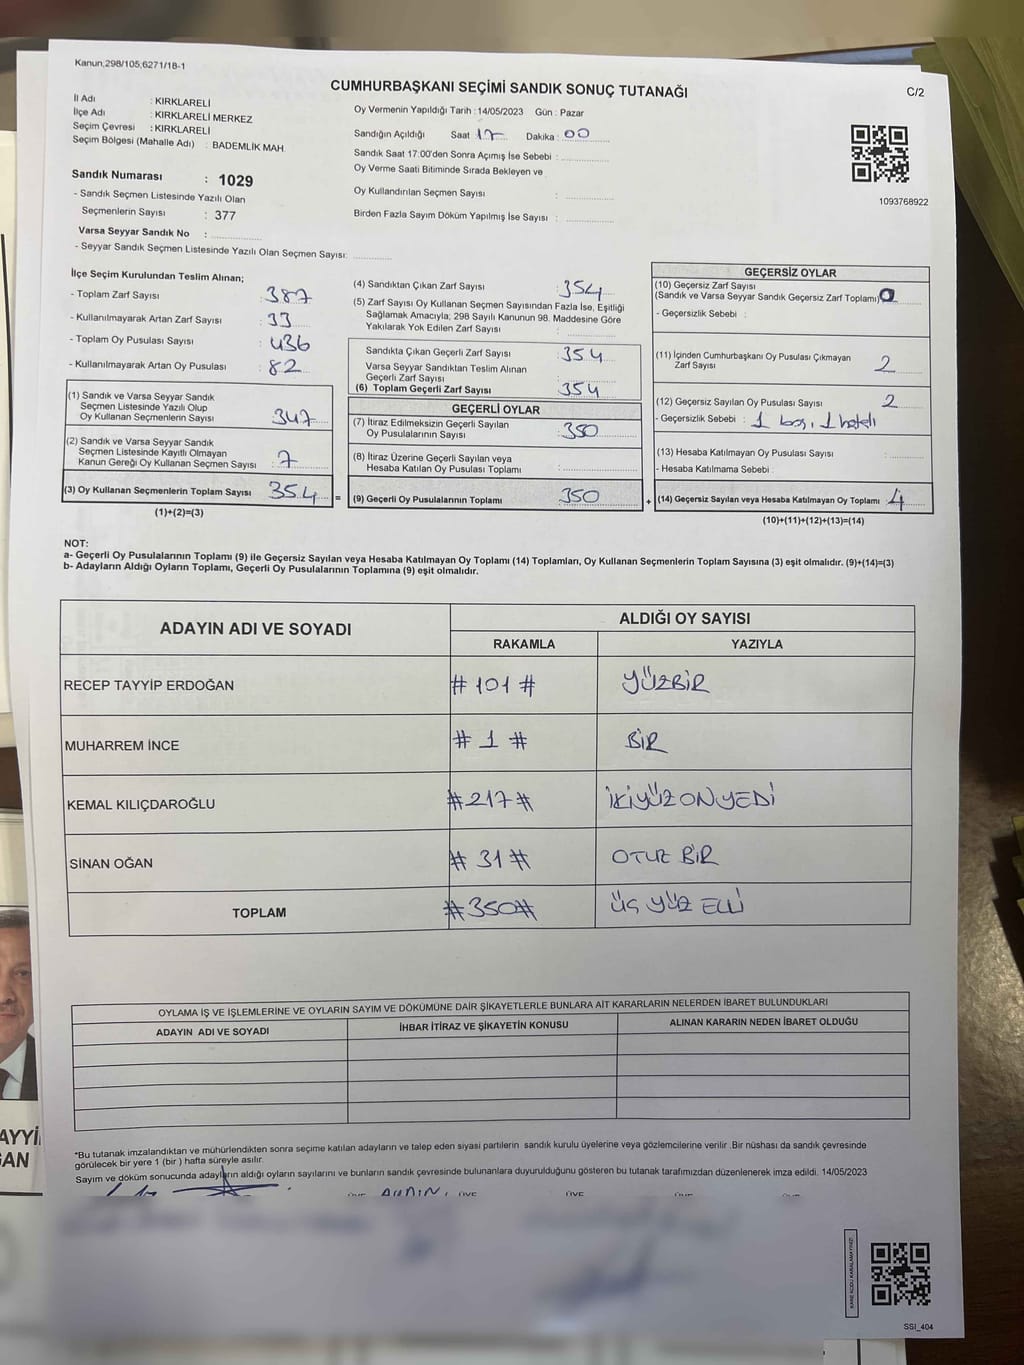 Kanun,298/105,6271/18-1
CUMHURBAŞKANI SEÇİMİ SANDIK SONUÇ TUTANAĞI
C/2
İl Adı : KIRKLARELİ
İlçe Adı : KIRKLARELİ MERKEZ
Seçim Çevresi : KIRKLARELİ
Seçim Bölgesi (Mahalle Adı) : BADEMLİK MAH.
Sandık Numarası : 1029
- Sandık Seçmen Listesinde Yazılı Olan
Seçmenlerin Sayısı : 377
Varsa Seyyar Sandık No :
- Seyyar Sandık Seçmen Listesinde Yazılı Olan Seçmen Sayısı:
Oy Vermenin Yapıldığı Tarih : 14/05/2023 Gün : Pazar
Sandığın Açıldığı Saat 17 Dakika : 00
Sandık Saat 17:00'den Sonra Açımış İse Sebebi :
Oy Verme Saati Bitiminde Sırada Bekleyen ve
Oy Kullandırılan Seçmen Sayısı :
Birden Fazla Sayım Döküm Yapılmış İse Sayısı :
1093768922
İlçe Seçim Kurulundan Teslim Alınan;
- Toplam Zarf Sayısı : 387
- Kullanılmayarak Artan Zarf Sayısı : 33
- Toplam Oy Pusulası Sayısı : 436
- Kullanılmayarak Artan Oy Pusulası : 82
(1) Sandık ve Varsa Seyyar Sandık
Seçmen Listesinde Yazılı Olup
Oy Kullanan Seçmenlerin Sayısı : 347
(2) Sandık ve Varsa Seyyar Sandık
Seçmen Listesinde Kayıtlı Olmayan
Kanun Gereği Oy Kullanan Seçmen Sayısı : 7
(3) Oy Kullanan Seçmenlerin Toplam Sayısı : 354 =
(1)+(2)=(3)
(4) Sandıktan Çıkan Zarf Sayısı : 354
(5) Zarf Sayısı Oy Kullanan Seçmen Sayısından Fazla İse, Eşitliği
Sağlamak Amacıyla; 298 Sayılı Kanunun 98. Maddesine Göre
Yakılarak Yok Edilen Zarf Sayısı :
Sandıkta Çıkan Geçerli Zarf Sayısı : 354
Varsa Seyyar Sandıktan Teslim Alınan
Geçerli Zarf Sayısı :
(6) Toplam Geçerli Zarf Sayısı : 354
GEÇERLİ OYLAR
(7) İtiraz Edilmeksizin Geçerli Sayılan
Oy Pusulalarının Sayısı : 350
(8) İtiraz Üzerine Geçerli Sayılan veya
Hesaba Katılan Oy Pusulası Toplamı :
(9) Geçerli Oy Pusulalarının Toplamı : 350 +
GEÇERSİZ OYLAR
(10) Geçersiz Zarf Sayısı
(Sandık ve Varsa Seyyar Sandık Geçersiz Zarf Toplamı) 0
- Geçersizlik Sebebi :
(11) İçinden Cumhurbaşkanı Oy Pusulası Çıkmayan
Zarf Sayısı : 2
(12) Geçersiz Sayılan Oy Pusulası Sayısı : 2
- Geçersizlik Sebebi : 1 boş, 1 hatalı
(13) Hesaba Katılmayan Oy Pusulası Sayısı :
- Hesaba Katılmama Sebebi :
(14) Geçersiz Sayılan veya Hesaba Katılmayan Oy Toplamı : 4
(10)+(11)+(12)+(13)=(14)
NOT:
a- Geçerli Oy Pusulalarının Toplamı (9) ile Geçersiz Sayılan veya Hesaba Katılmayan Oy Toplamı (14) Toplamları, Oy Kullanan Seçmenlerin Toplam Sayısına (3) eşit olmalıdır. (9)+(14)=(3)
b- Adayların Aldığı Oyların Toplamı, Geçerli Oy Pusulalarının Toplamına (9) eşit olmalıdır.
ADAYIN ADI VE SOYADI
ALDIĞI OY SAYISI
RAKAMLA YAZIYLA
RECEP TAYYİP ERDOĞAN # 101 # YÜZBİR
MUHARREM İNCE # 1 # BİR
KEMAL KILIÇDAROĞLU # 217 # İKİYÜZONYEDİ
SİNAN OĞAN # 31 # OTUZ BİR
TOPLAM # 350 # ÜÇ YÜZ ELLİ
OYLAMA İŞ VE İŞLEMLERİNE VE OYLARIN SAYIM VE DÖKÜMÜNE DAİR ŞİKAYETLERLE BUNLARA AİT KARARLARIN NELERDEN İBARET BULUNDUKLARI
ADAYIN ADI VE SOYADI İHBAR İTİRAZ VE ŞİKAYETİN KONUSU ALINAN KARARIN NEDEN İBARET OLDUĞU
*Bu tutanak imzalandıktan ve mühürlendikten sonra seçime katılan adayların ve talep eden siyasi partilerin sandık kurulu üyelerine veya gözlemcilerine verilir. Bir nüshası da sandık çevresinde
görülecek bir yere 1 (bir) hafta süreyle asılır.
Sayım ve döküm sonucunda adayların aldığı oyların sayılarını ve bunların sandık çevresinde bulunanlara duyurulduğunu gösteren bu tutanak tarafımızdan düzenlenerek imza edildi. 14/05/2023
SSI_404